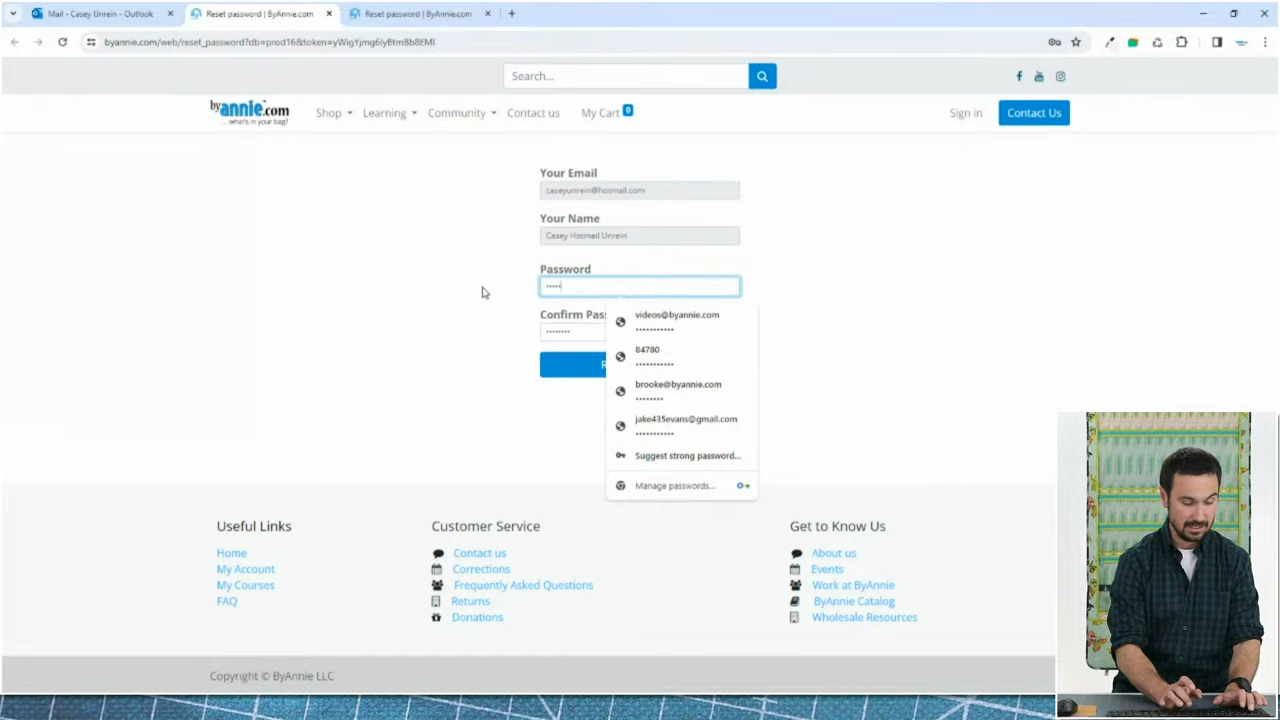 Mail - Casey Unrein - Outlook
Reset password | ByAnnie.com
Reset password | ByAnnie.com
byannie.com/web/reset_password?db=prod16&token=yWigYjmg6lyBtm8b8EMI
Search...
byannie.com
...what's in your bag?
Shop
Learning
Community
Contact us
My Cart 0
Sign in
Contact Us
Your Email
caseyunrein@hotmail.com
Your Name
Casey Hotmail Unrein
Password
•••••
videos@byannie.com
•••••••••••
Confirm Pas
••••••••
84780
•••••••••••
brooke@byannie.com
••••••••
jake435evans@gmail.com
•••••••••••
Suggest strong password...
Manage passwords...
Useful Links
Home
My Account
My Courses
FAQ
Customer Service
Contact us
Corrections
Frequently Asked Questions
Returns
Donations
Get to Know Us
About us
Events
Work at ByAnnie
ByAnnie Catalog
Wholesale Resources
Copyright © ByAnnie LLC